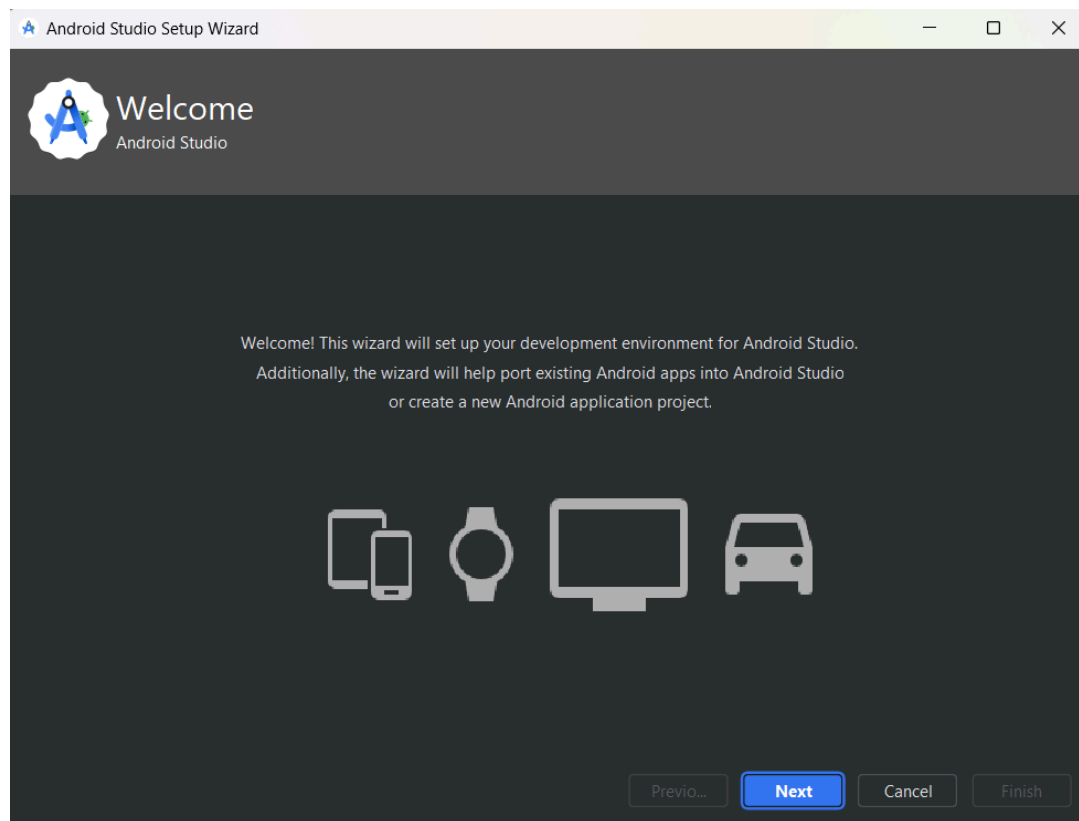 Android Studio Setup Wizard
Welcome
Android Studio
Welcome! This wizard will set up your development environment for Android Studio.
Additionally, the wizard will help port existing Android apps into Android Studio
or create a new Android application project.
Previo... Next Cancel Finish